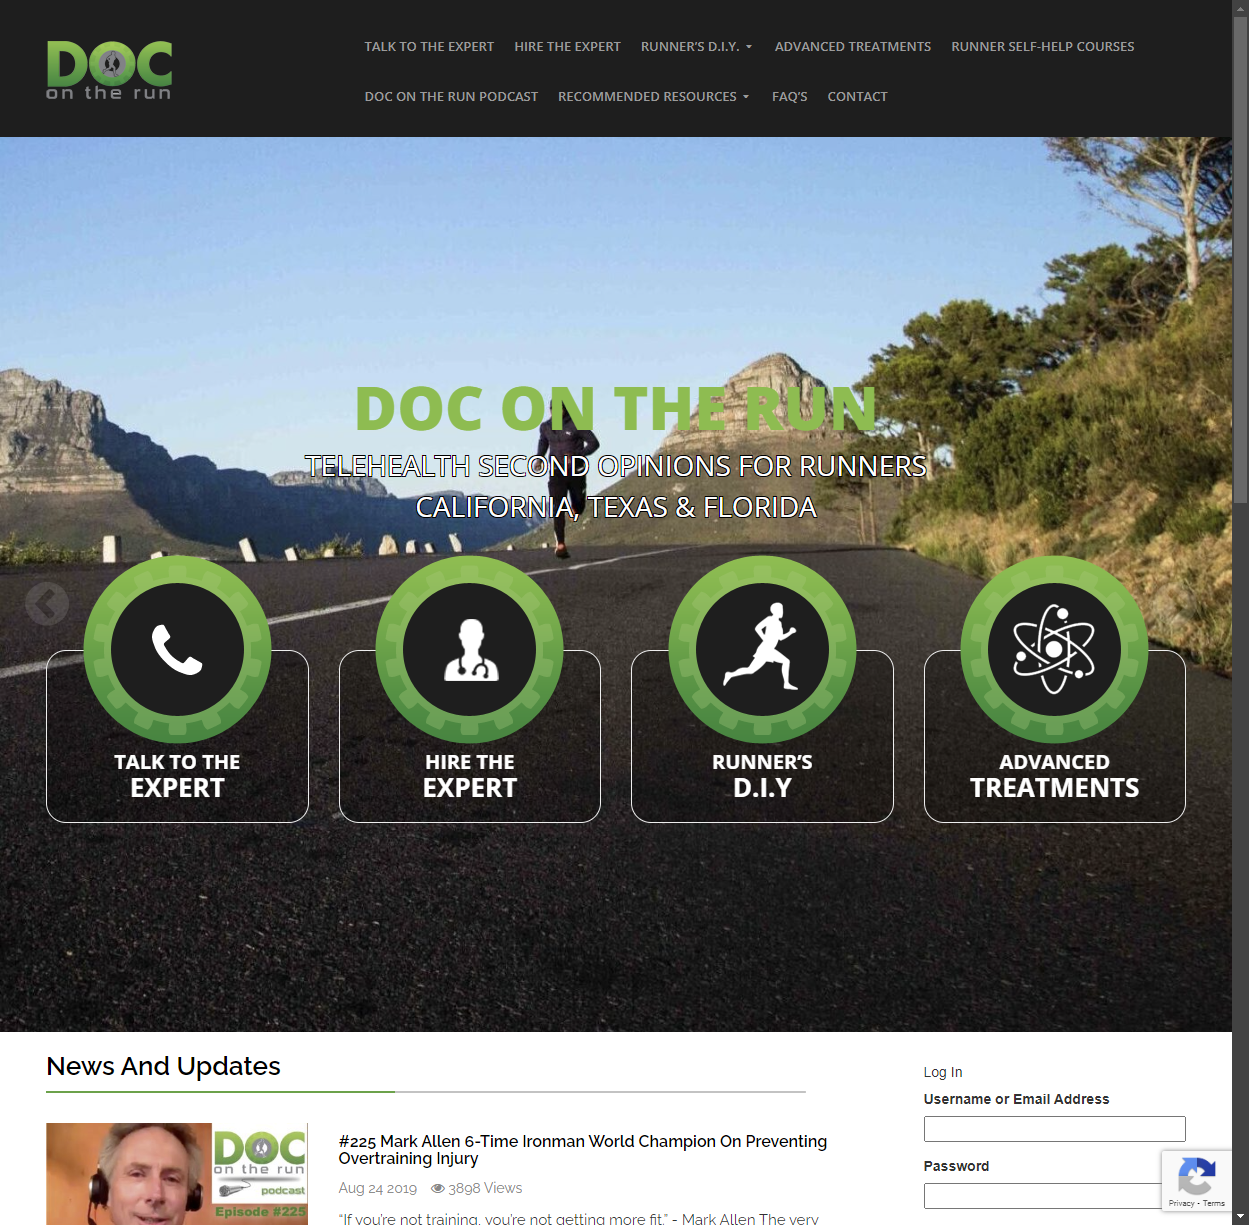 DOC
on the run
TALK TO THE EXPERT
HIRE THE EXPERT
RUNNER'S D.I.Y.
ADVANCED TREATMENTS
RUNNER SELF-HELP COURSES
DOC ON THE RUN PODCAST
RECOMMENDED RESOURCES
FAQ'S
CONTACT
DOC ON THE RUN
TELEHEALTH SECOND OPINIONS FOR RUNNERS
CALIFORNIA, TEXAS & FLORIDA
TALK TO THE
EXPERT
HIRE THE
EXPERT
RUNNER'S
D.I.Y
ADVANCED
TREATMENTS
News And Updates
DOC
on the run
podcast
Episode #225
#225 Mark Allen 6-Time Ironman World Champion On Preventing
Overtraining Injury
Aug 24 2019 3898 Views
“If you’re not training, you’re not getting more fit.” - Mark Allen The very
Log In
Username or Email Address
Password
Privacy - Terms